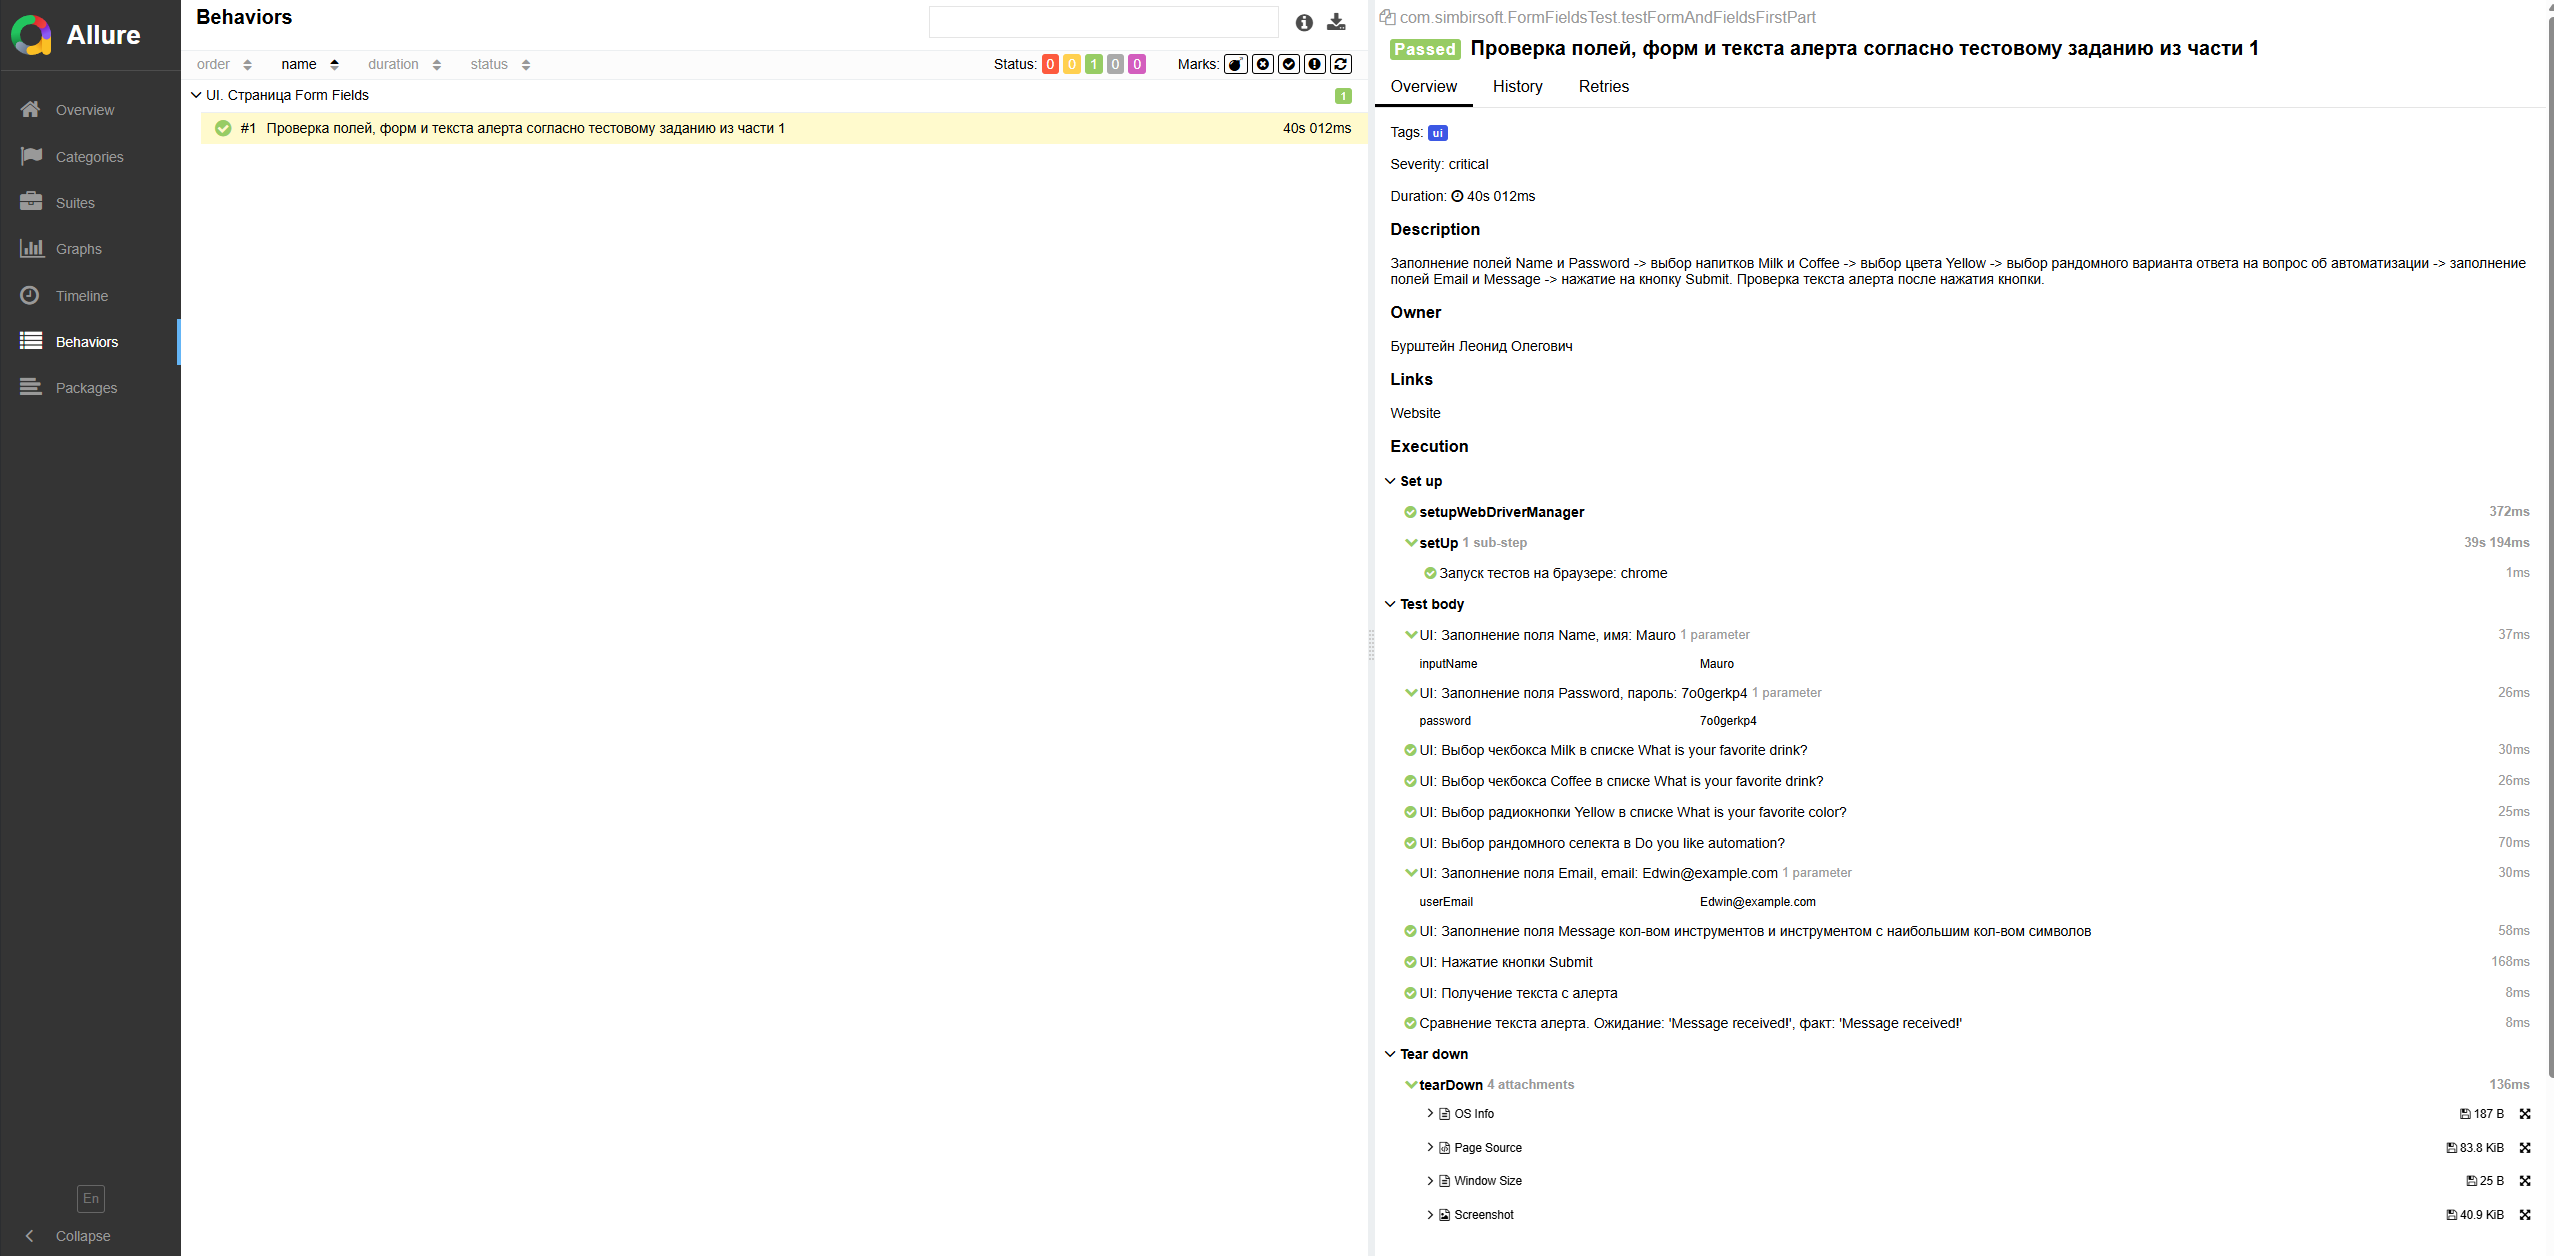 Allure
Overview
Categories
Suites
Graphs
Timeline
Behaviors
Packages
En
Collapse
Behaviors
order name duration status
Status: 0 0 1 0 0 Marks:
UI. Страница Form Fields 1
#1 Проверка полей, форм и текста алерта согласно тестовому заданию из части 1 40s 012ms
com.simbirsoft.FormFieldsTest.testFormAndFieldsFirstPart
Passed Проверка полей, форм и текста алерта согласно тестовому заданию из части 1
Overview History Retries
Tags: ui
Severity: critical
Duration: 40s 012ms
Description
Заполнение полей Name и Password -> выбор напитков Milk и Coffee -> выбор цвета Yellow -> выбор рандомного варианта ответа на вопрос об автоматизации -> заполнение
полей Email и Message -> нажатие на кнопку Submit. Проверка текста алерта после нажатия кнопки.
Owner
Бурштейн Леонид Олегович
Links
Website
Execution
Set up
setupWebDriverManager 372ms
setUp 1 sub-step 39s 194ms
Запуск тестов на браузере: chrome 1ms
Test body
UI: Заполнение поля Name, имя: Mauro 1 parameter 37ms
inputName Mauro
UI: Заполнение поля Password, пароль: 7o0gerkp4 1 parameter 26ms
password 7o0gerkp4
UI: Выбор чекбокса Milk в списке What is your favorite drink? 30ms
UI: Выбор чекбокса Coffee в списке What is your favorite drink? 26ms
UI: Выбор радиокнопки Yellow в списке What is your favorite color? 25ms
UI: Выбор рандомного селекта в Do you like automation? 70ms
UI: Заполнение поля Email, email: Edwin@example.com 1 parameter 30ms
userEmail Edwin@example.com
UI: Заполнение поля Message кол-вом инструментов и инструментом с наибольшим кол-вом символов 58ms
UI: Нажатие кнопки Submit 168ms
UI: Получение текста с алерта 8ms
Сравнение текста алерта. Ожидание: 'Message received!', факт: 'Message received!' 8ms
Tear down
tearDown 4 attachments 136ms
OS Info 187 B
Page Source 83.8 KiB
Window Size 25 B
Screenshot 40.9 KiB